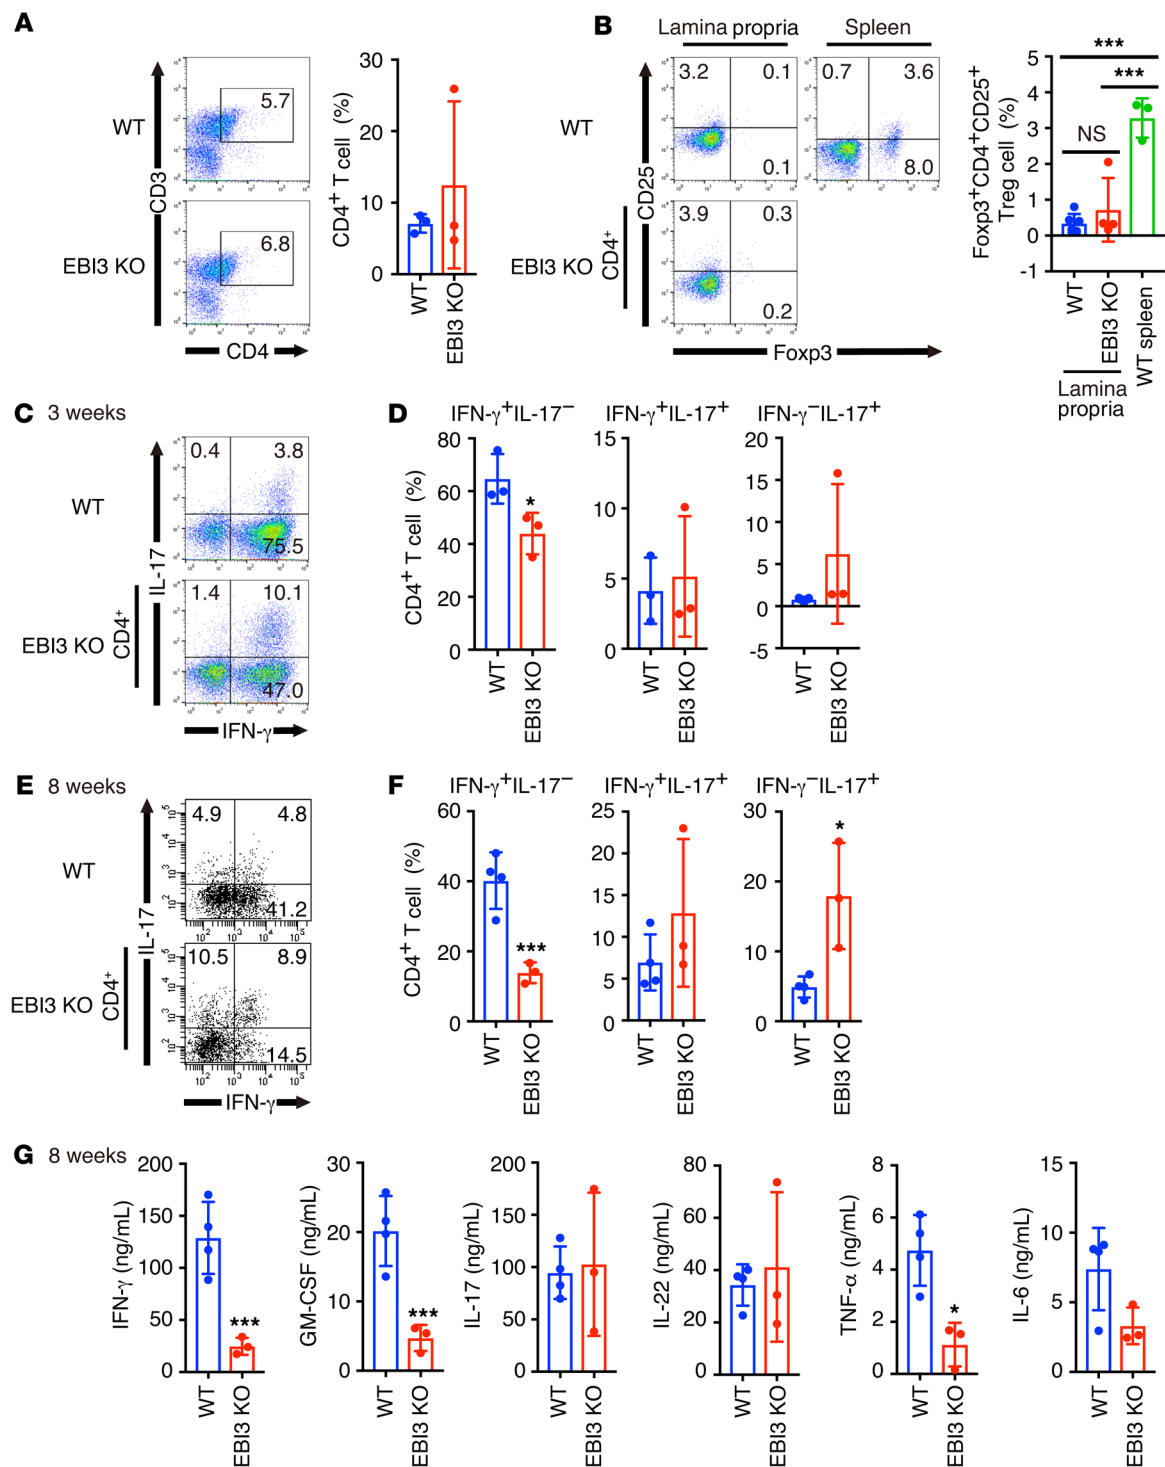 A
WT
EBI3 KO
CD3
CD4
5.7
6.8
CD4+ T cell (%)
30
20
10
0
WT
EBI3 KO
B
Lamina propria
Spleen
WT
EBI3 KO
CD4+
CD25
Foxp3
3.2
0.1
0.1
0.7
3.6
8.0
3.9
0.3
0.2
Foxp3+CD4+CD25+
Treg cell (%)
5
4
3
2
1
0
-1
***
***
NS
WT
EBI3 KO
WT spleen
Lamina
propria
C
3 weeks
WT
EBI3 KO
CD4+
IL-17
IFN-γ
0.4
3.8
75.5
1.4
10.1
47.0
D
IFN-γ+IL-17−
IFN-γ+IL-17+
IFN-γ−IL-17+
CD4+ T cell (%)
80
60
40
20
0
*
WT
EBI3 KO
15
10
5
0
WT
EBI3 KO
20
15
10
5
0
-5
WT
EBI3 KO
E
8 weeks
WT
EBI3 KO
CD4+
IL-17
IFN-γ
4.9
4.8
41.2
10.5
8.9
14.5
F
IFN-γ+IL-17−
IFN-γ+IL-17+
IFN-γ−IL-17+
CD4+ T cell (%)
60
40
20
0
***
WT
EBI3 KO
25
20
15
10
5
0
WT
EBI3 KO
30
20
10
0
*
WT
EBI3 KO
G
8 weeks
IFN-γ (ng/mL)
200
150
100
50
0
***
WT
EBI3 KO
GM-CSF (ng/mL)
30
20
10
0
***
WT
EBI3 KO
IL-17 (ng/mL)
200
150
100
50
0
WT
EBI3 KO
IL-22 (ng/mL)
80
60
40
20
0
WT
EBI3 KO
TNF-α (ng/mL)
8
6
4
2
0
*
WT
EBI3 KO
IL-6 (ng/mL)
15
10
5
0
WT
EBI3 KO